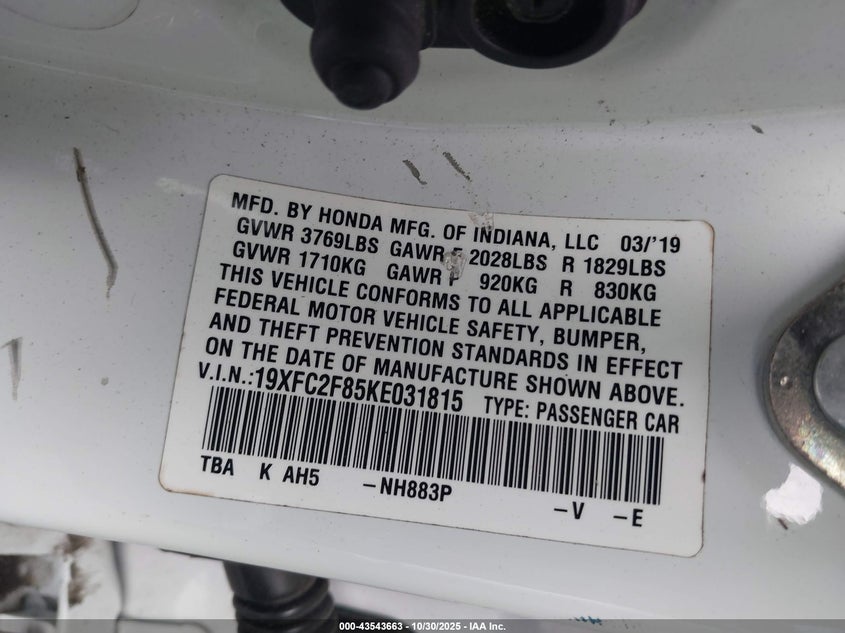 MFD. BY HONDA MFG. OF INDIANA, LLC 03/'19
GVWR 3769LBS GAWR F 2028LBS R 1829LBS
GVWR 1710KG GAWR F 920KG R 830KG
THIS VEHICLE CONFORMS TO ALL APPLICABLE
FEDERAL MOTOR VEHICLE SAFETY, BUMPER,
AND THEFT PREVENTION STANDARDS IN EFFECT
ON THE DATE OF MANUFACTURE SHOWN ABOVE.
V.I.N.:19XFC2F85KE031815 TYPE: PASSENGER CAR
TBA K AH5 –NH883P –V –E
000-43543663 • 10/30/2025 - IAA Inc.